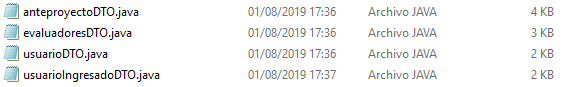 anteproyectoDTO.java 01/08/2019 17:36 Archivo JAVA 4 KB
evaluadoresDTO.java 01/08/2019 17:36 Archivo JAVA 3 KB
usuarioDTO.java 01/08/2019 17:36 Archivo JAVA 2 KB
usuarioIngresadoDTO.java 01/08/2019 17:37 Archivo JAVA 2 KB